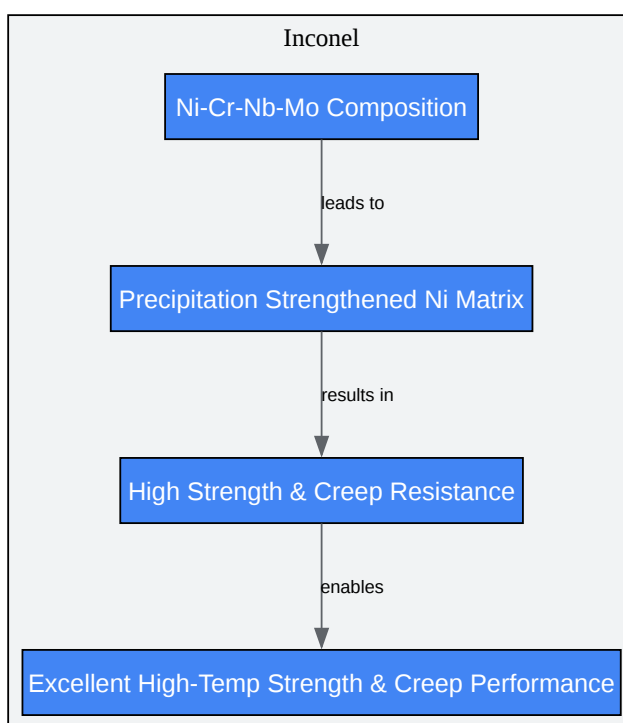 Inconel
Ni-Cr-Nb-Mo Composition
leads to
Precipitation Strengthened Ni Matrix
results in
High Strength & Creep Resistance
enables
Excellent High-Temp Strength & Creep Performance